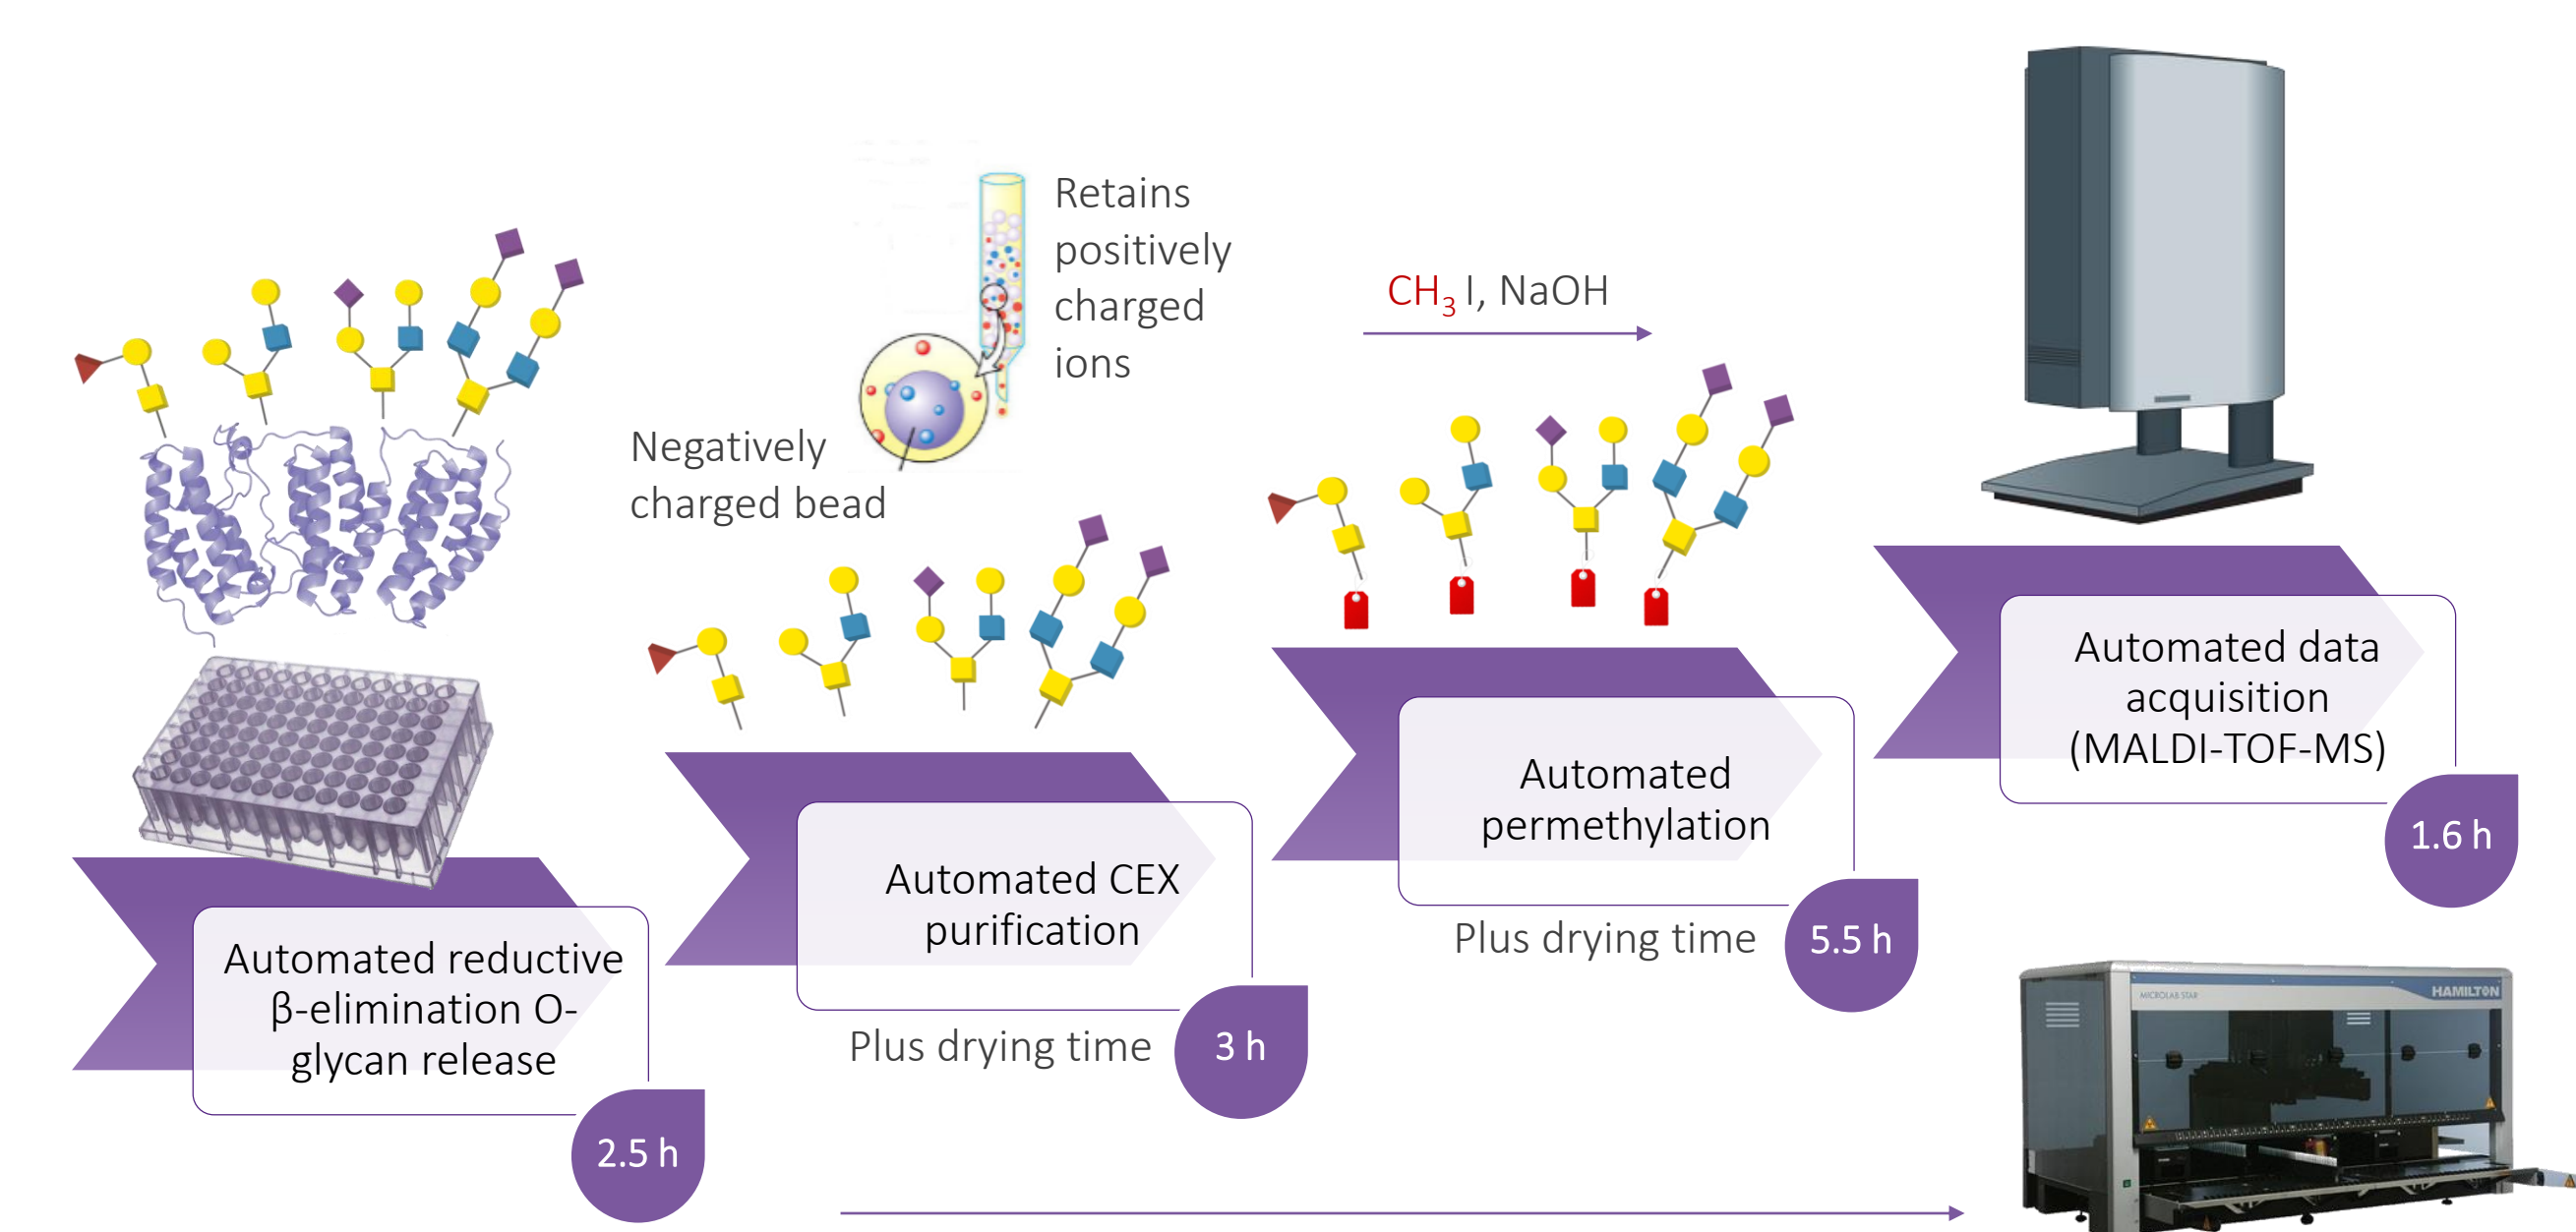 Retains
positively
charged
ions
Negatively
charged bead
CH₃ I, NaOH
Automated reductive
β-elimination O-
glycan release
2.5 h
Automated CEX
purification
Plus drying time
3 h
Automated
permethylation
Plus drying time
5.5 h
Automated data
acquisition
(MALDI-TOF-MS)
1.6 h
MICROLAB STAR
HAMILTON